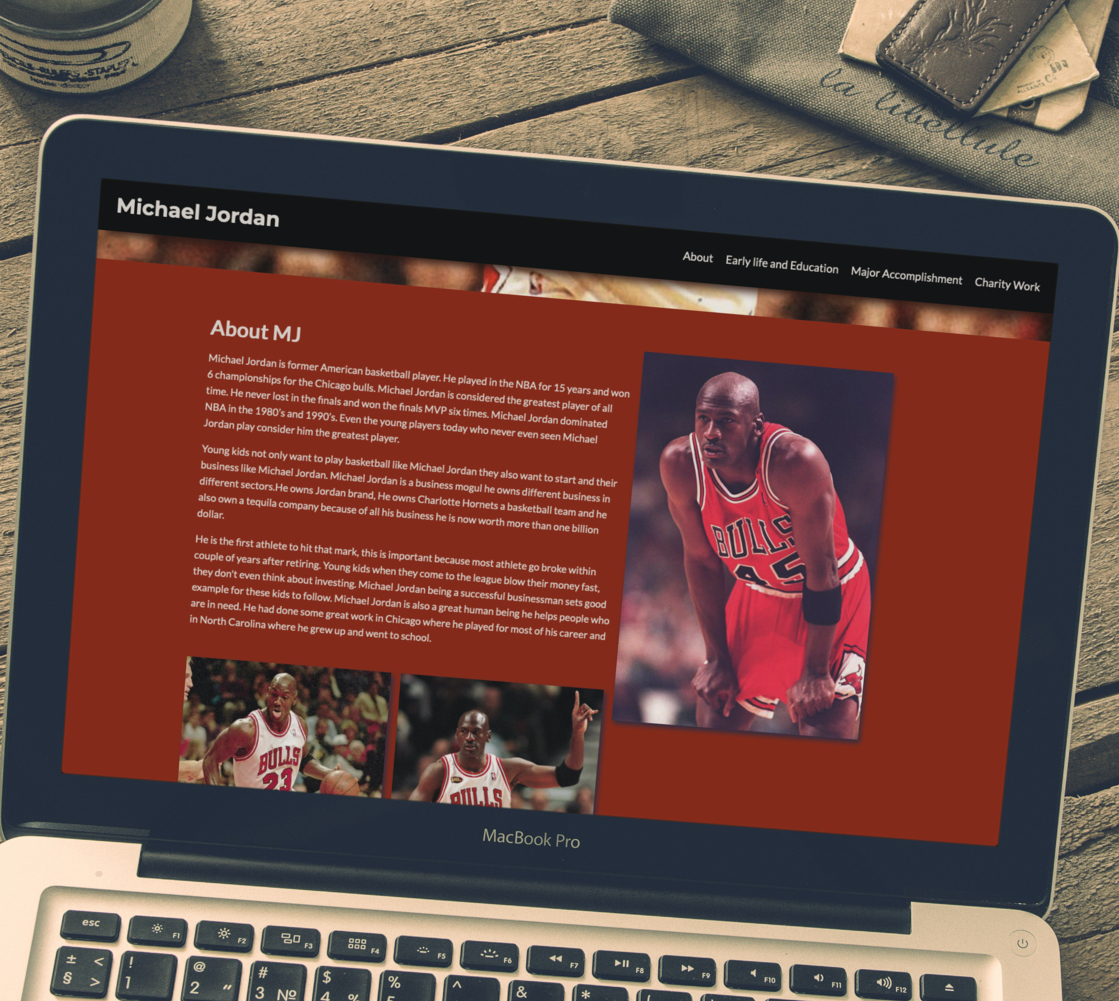 la libellule
Michael Jordan
About Early life and Education Major Accomplishment Charity Work
About MJ
Michael Jordan is former American basketball player. He played in the NBA for 15 years and won
6 championships for the Chicago bulls. Michael Jordan is considered the greatest player of all
time. He never lost in the finals and won the finals MVP six times. Michael Jordan dominated
NBA in the 1980's and 1990's. Even the young players today who never even seen Michael
Jordan play consider him the greatest player.
Young kids not only want to play basketball like Michael Jordan they also want to start and their
business like Michael Jordan. Michael Jordan is a business mogul he owns different business in
different sectors.He owns Jordan brand, He owns Charlotte Hornets a basketball team and he
also own a tequila company because of all his business he is now worth more than one billion
dollar.
He is the first athlete to hit that mark, this is important because most athlete go broke within
couple of years after retiring. Young kids when they come to the league blow their money fast,
they don't even think about investing. Michael Jordan being a successful businessman sets good
example for these kids to follow. Michael Jordan is also a great human being he helps people who
are in need. He had done some great work in Chicago where he played for most of his career and
in North Carolina where he grew up and went to school.
BULLS
45
BULLS
23
BULLS
MacBook Pro
esc F1 F2 F3 F4 F5 F6 F7 F8 F9 F10 F11 F12
± < ! @ # $ % ^ & *
§ > 1 2 " 3 № 4 %